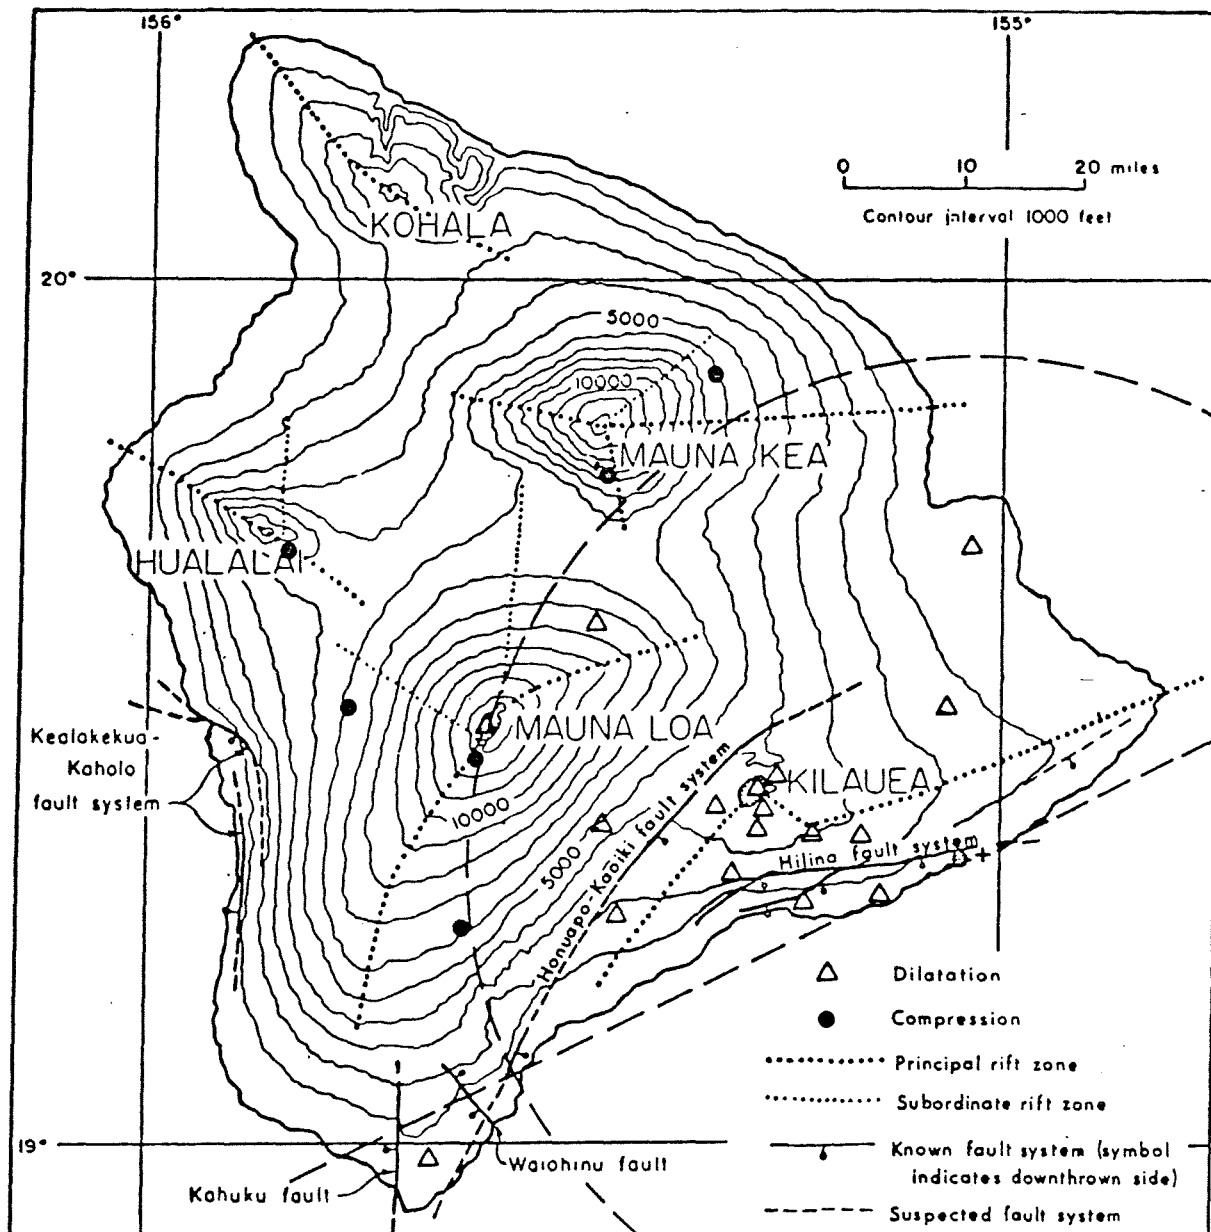 156°
155°
0 10 20 miles
Contour interval 1000 feet
KOHALA
20°
5000
10000
MAUNA KEA
HUALALAI
MAUNA LOA
Kealakekua-
Kaholo
fault system
KILAUEA
10000
5000
Honuapo-Kaoiki fault system
Hilina fault system
Dilatation
Compression
Principal rift zone
Subordinate rift zone
19°
Waiohinu fault
Known fault system (symbol
indicates downthrown side)
Kahuku fault
Suspected fault system